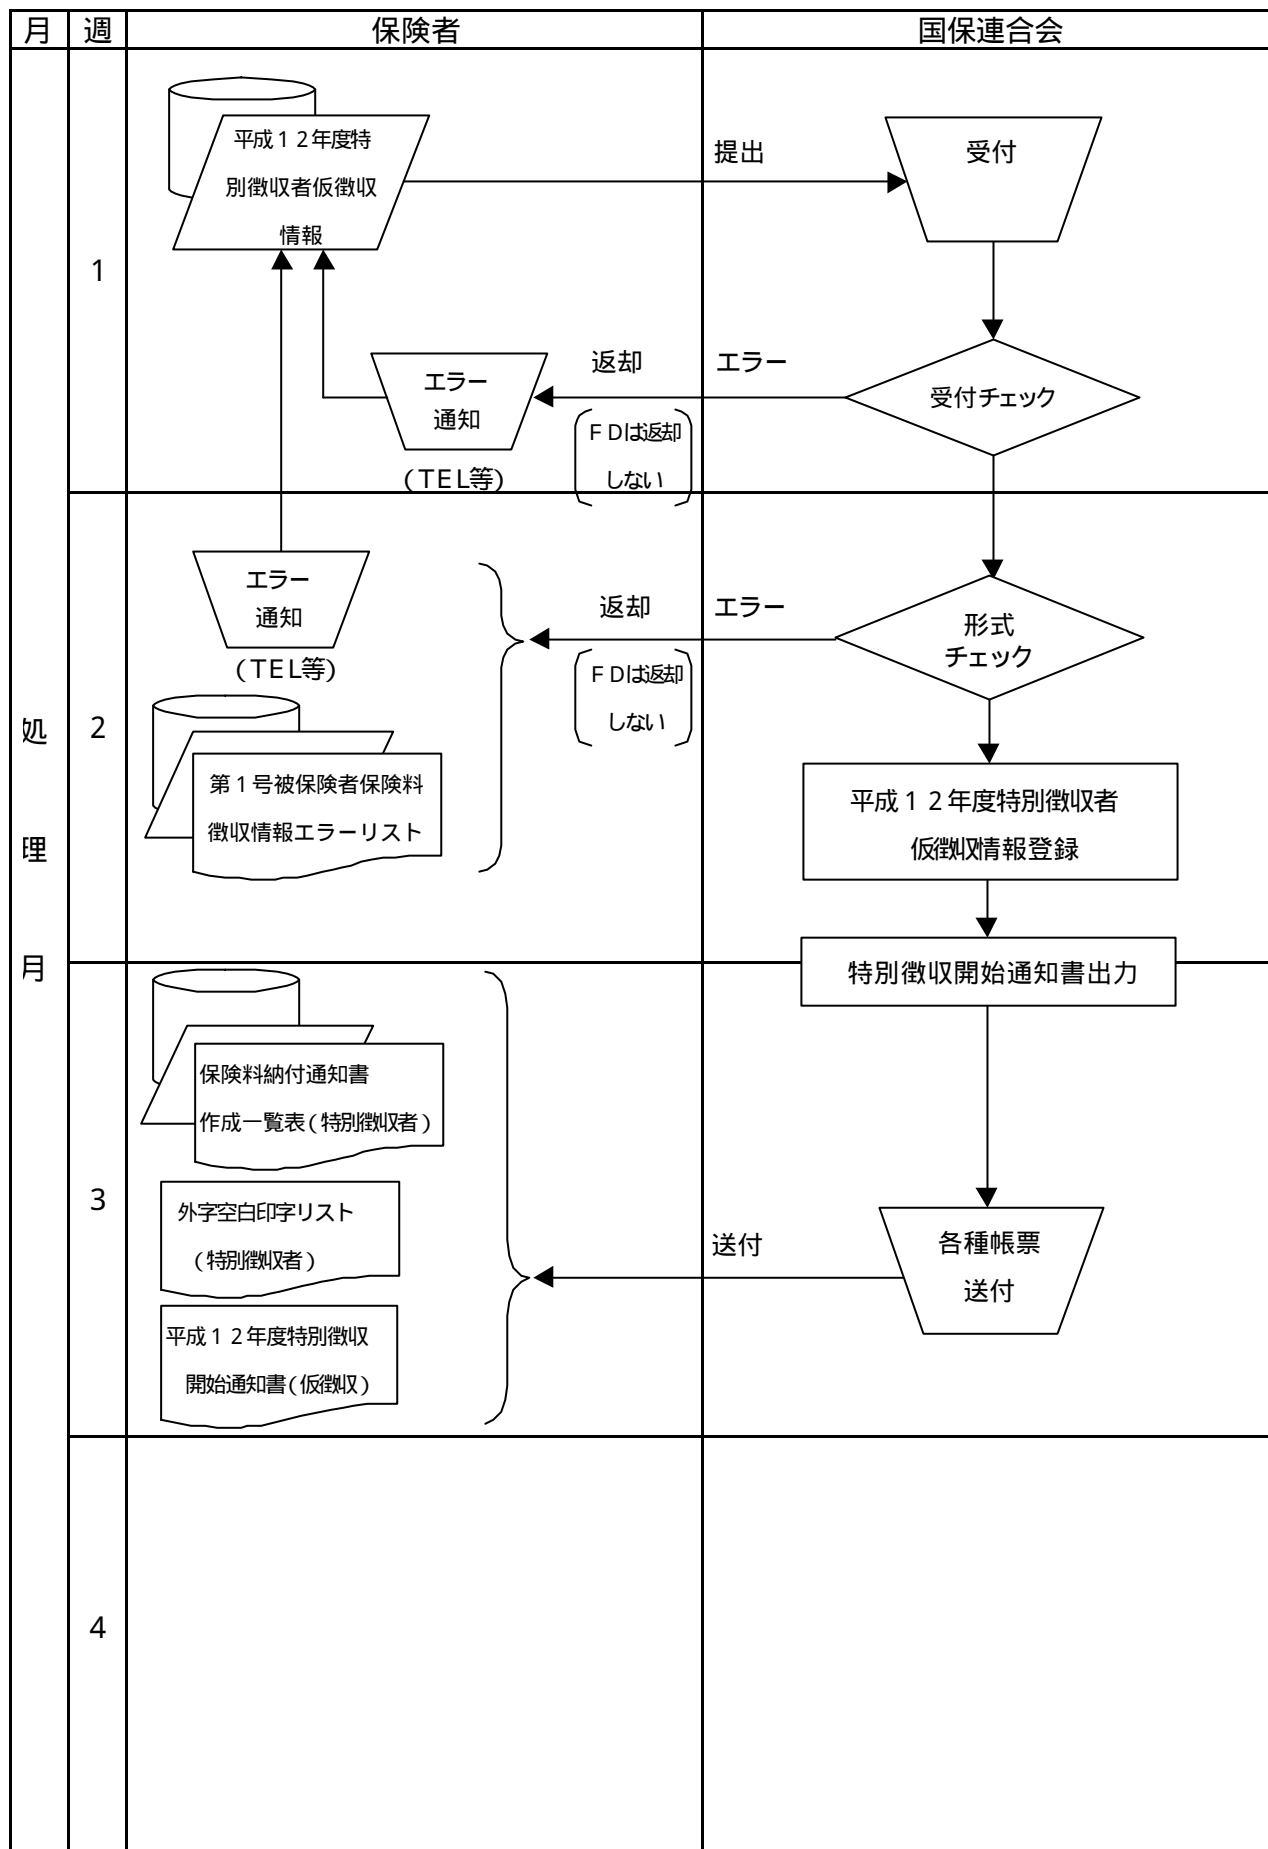 月 週 保険者 国保連合会
平成１２年度特
別徴収者仮徴収
情報
提出
受付
1
返却
エラー
エラー
通知
(TEL等)
ＦＤは返却
しない
受付チェック
エラー
通知
(TEL等)
返却
エラー
ＦＤは返却
しない
形式
チェック
処
理
月
2
第１号被保険者保険料
徴収情報エラーリスト
平成１２年度特別徴収者
仮徴収情報登録
特別徴収開始通知書出力
保険料納付通知書
作成一覧表(特別徴収者)
3
外字空白印字リスト
(特別徴収者)
送付
各種帳票
送付
平成１２年度特別徴収
開始通知書(仮徴収)
4